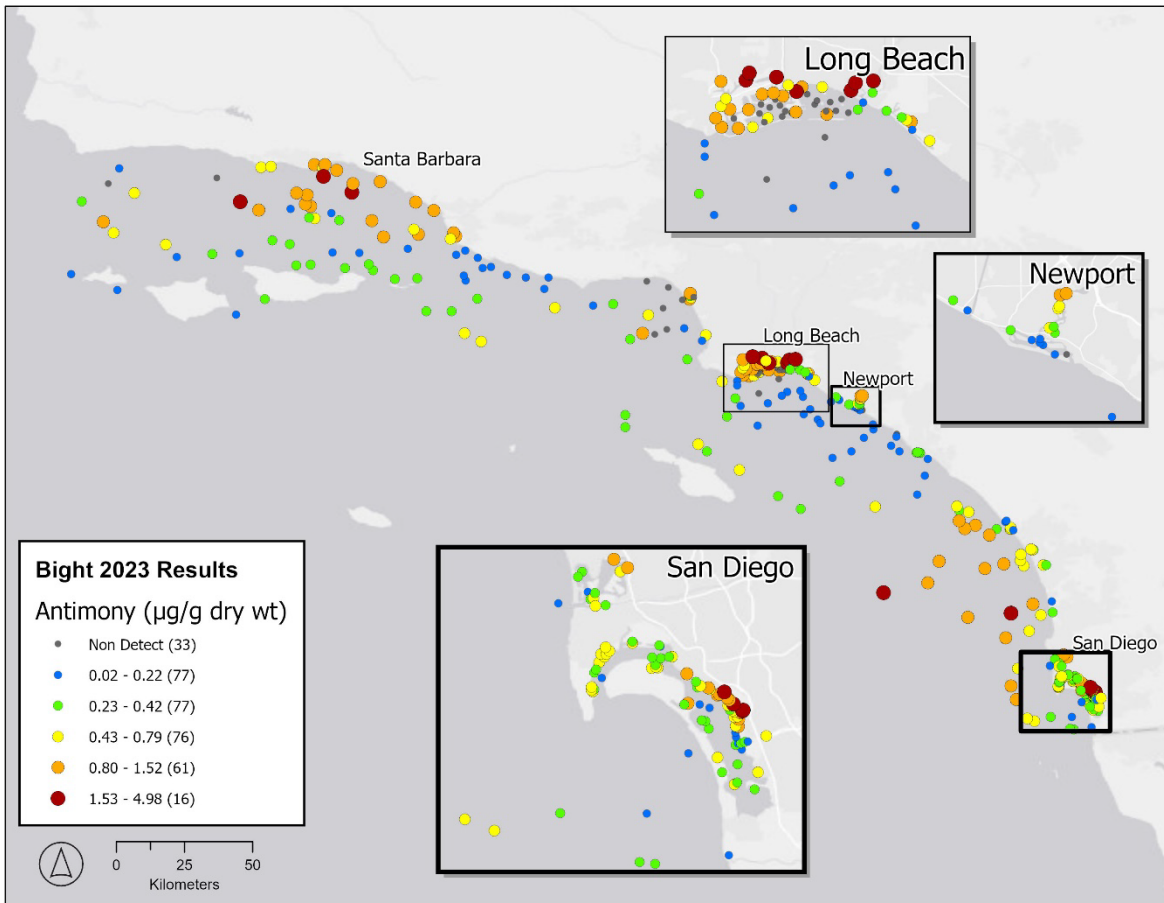 Long Beach
Santa Barbara
Newport
Long Beach
Newport
San Diego
San Diego
Bight 2023 Results
Antimony (µg/g dry wt)
Non Detect (33)
0.02 - 0.22 (77)
0.23 - 0.42 (77)
0.43 - 0.79 (76)
0.80 - 1.52 (61)
1.53 - 4.98 (16)
0 25 50
Kilometers